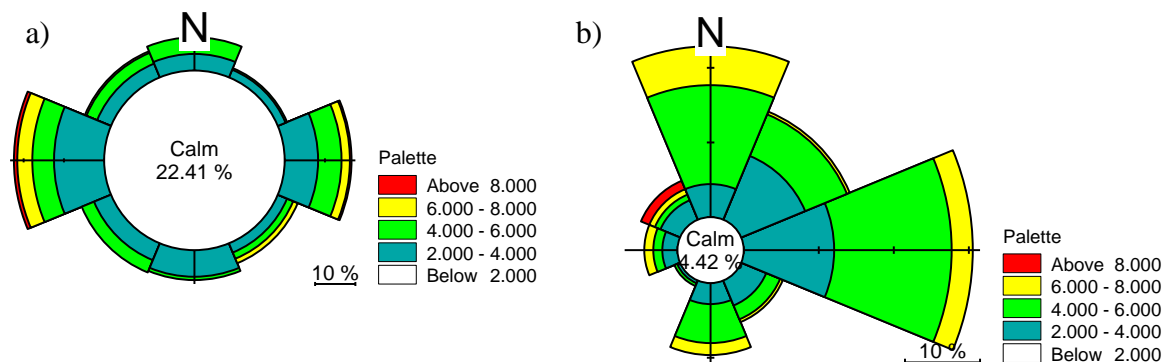 a)
N
Calm
22.41 %
Palette
Above 8.000
6.000 - 8.000
4.000 - 6.000
2.000 - 4.000
Below 2.000
10 %
b)
N
Calm
4.42 %
Palette
Above 8.000
6.000 - 8.000
4.000 - 6.000
2.000 - 4.000
Below 2.000
10 %